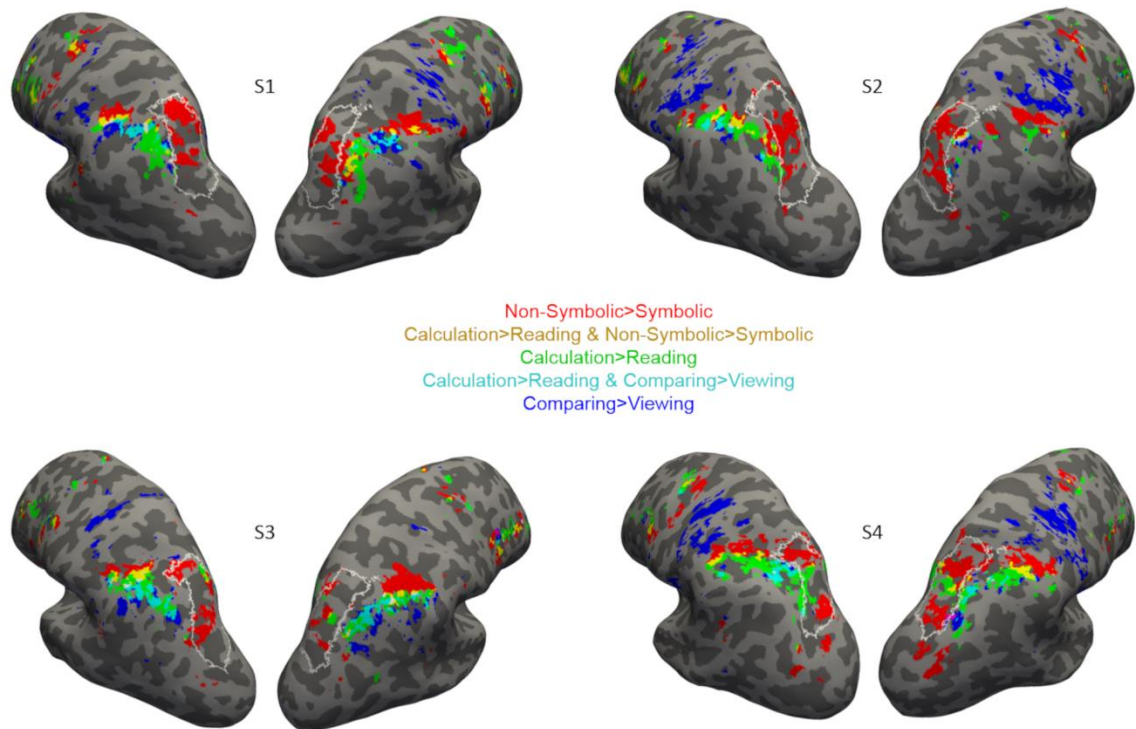 S1
S2
Non-Symbolic>Symbolic
Calculation>Reading & Non-Symbolic>Symbolic
Calculation>Reading
Calculation>Reading & Comparing>Viewing
Comparing>Viewing
S3
S4